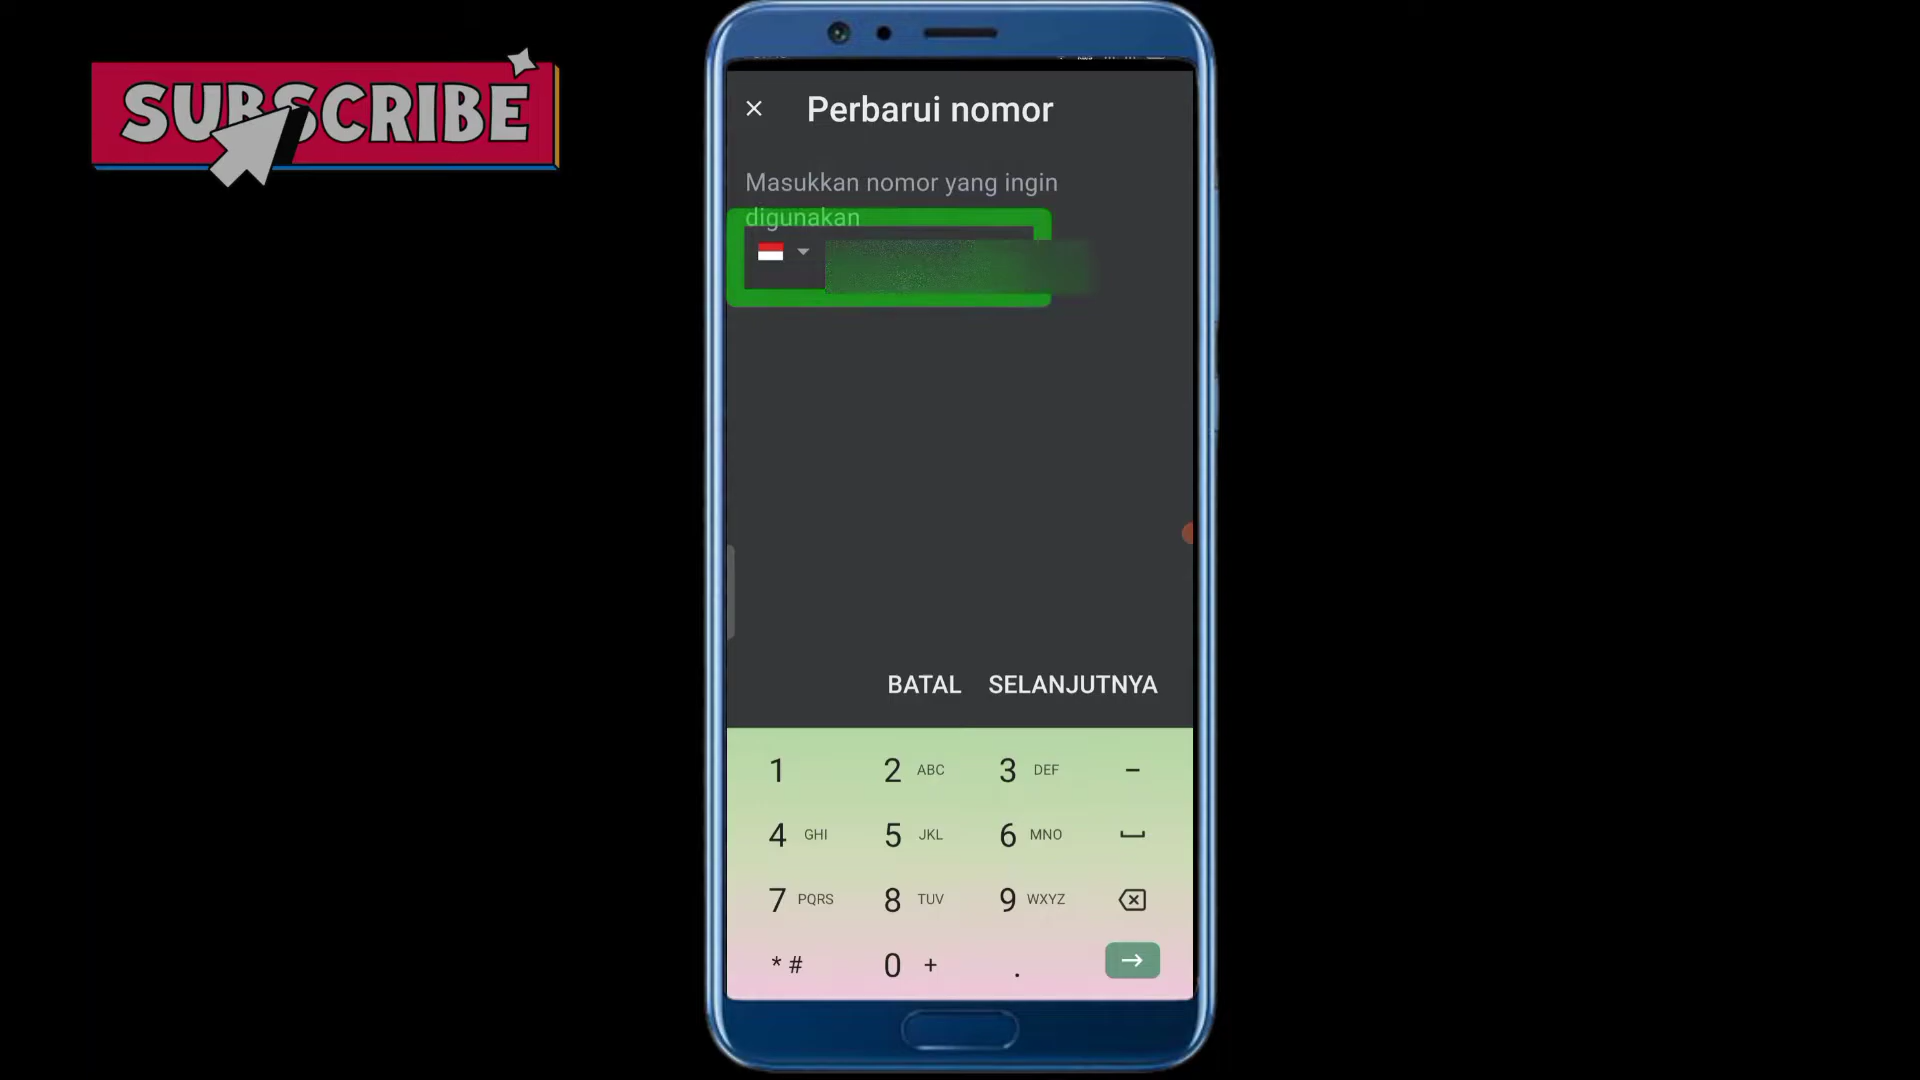 SUBSCRIBE
Perbarui nomor
Masukkan nomor yang ingin
digunakan
BATAL SELANJUTNYA
1 2 ABC 3 DEF -
4 GHI 5 JKL 6 MNO
7 PQRS 8 TUV 9 WXYZ
* # 0 + .